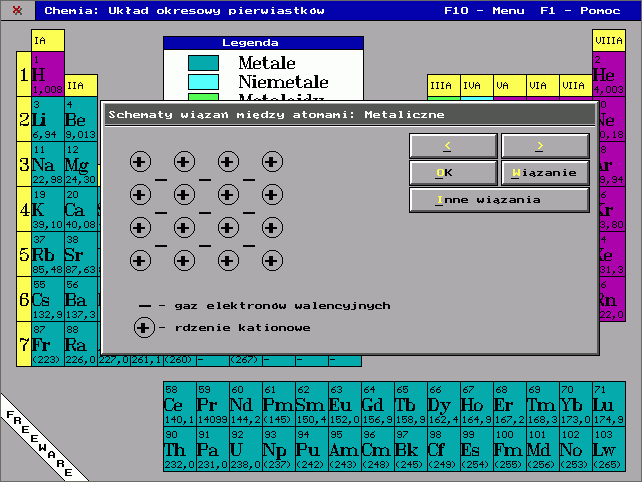 Chemia: Układ okresowy pierwiastków F10 - Menu F1 - Pomoc
IA
Legenda
VIIIA
Metale
Niemetale
Metaloidy
1
1
H
1,008
IIA
IIIA IVA VA VIA VIIA
2
He
4,003
2
3
Li
6,94
4
Be
9,013
Schematy wiązań między atomami: Metaliczne
< >
OK Wiązanie
Inne wiązania
3
11
Na
22,98
12
Mg
24,30
4
19
K
39,10
20
Ca
40,08
5
37
Rb
85,48
38
Sr
87,63
6
55
Cs
132,9
56
Ba
137,3
7
87
Fr
(223)
88
Ra
226,0
227,0 261,1 (260) - (267) - - -
— - gaz elektronów walencyjnych
+ - rdzenie kationowe
58 59 60 61 62 63 64 65 66 67 68 69 70 71
Ce Pr Nd Pm Sm Eu Gd Tb Dy Ho Er Tm Yb Lu
140,1 14099 144,2 (145) 150,4 152,0 156,9 158,9 162,4 164,9 167,2 168,3 173,0 174,9
90 91 92 93 94 95 96 97 98 99 100 101 102 103
Th Pa U Np Pu Am Cm Bk Cf Es Fm Md No Lw
232,0 231,0 238,0 (237) (242) (243) (248) (245) (249) (254) (255) (256) (253) (265)
FREEWARE